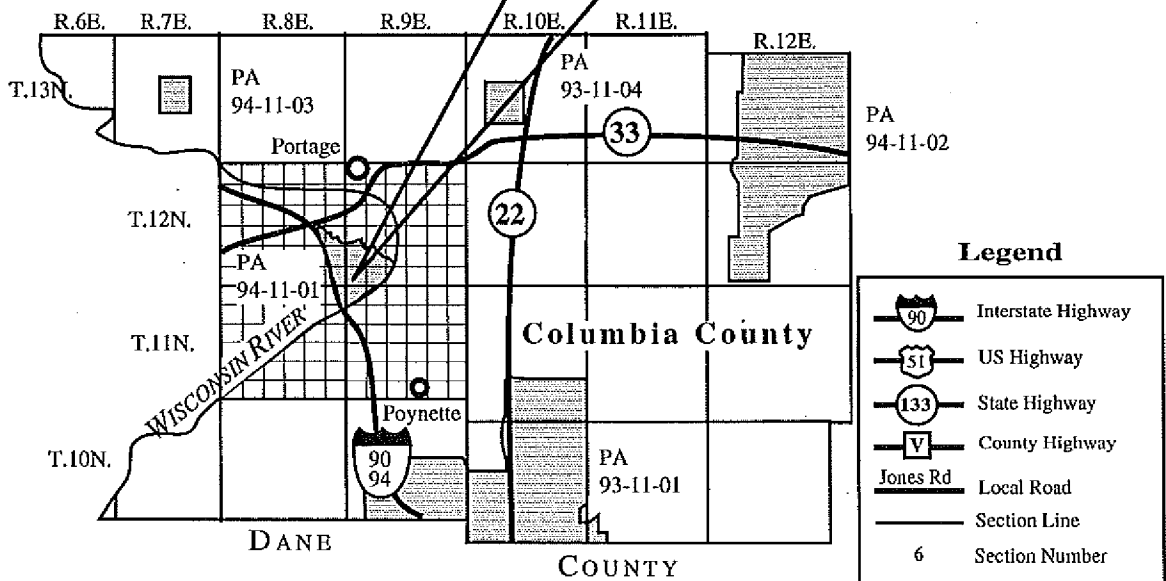 R.6E. R.7E. R.8E. R.9E. R.10E. R.11E. R.12E.
T.13N.
PA
94-11-03
PA
93-11-04
PA
94-11-02
33
Portage
T.12N.
22
PA
94-11-01
T.11N.
WISCONSIN RIVER
Columbia County
Poynette
T.10N.
90
94
PA
93-11-01
DANE
COUNTY
Legend
90 Interstate Highway
51 US Highway
133 State Highway
V County Highway
Jones Rd Local Road
Section Line
6 Section Number